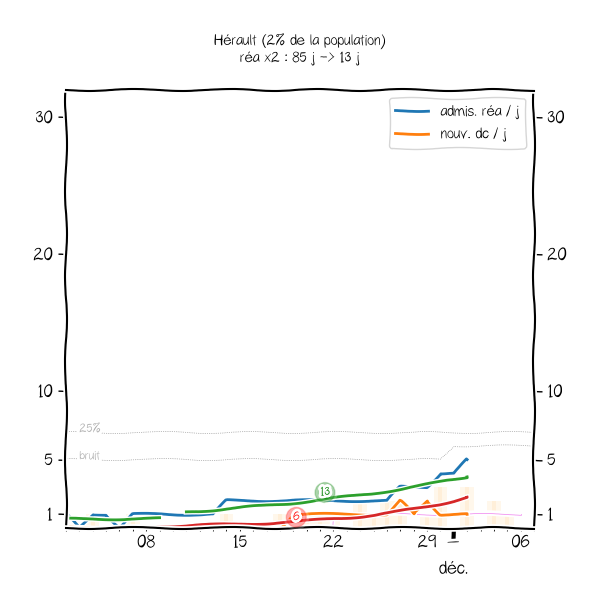 Hérault (2% de la population)
réa x2 : 85 j -> 13 j
admis. réa / j
nouv. dc / j
30 30
20 20
10 10
25%
5 bruit 5
13
1 6 1
08 15 22 29 06
déc.